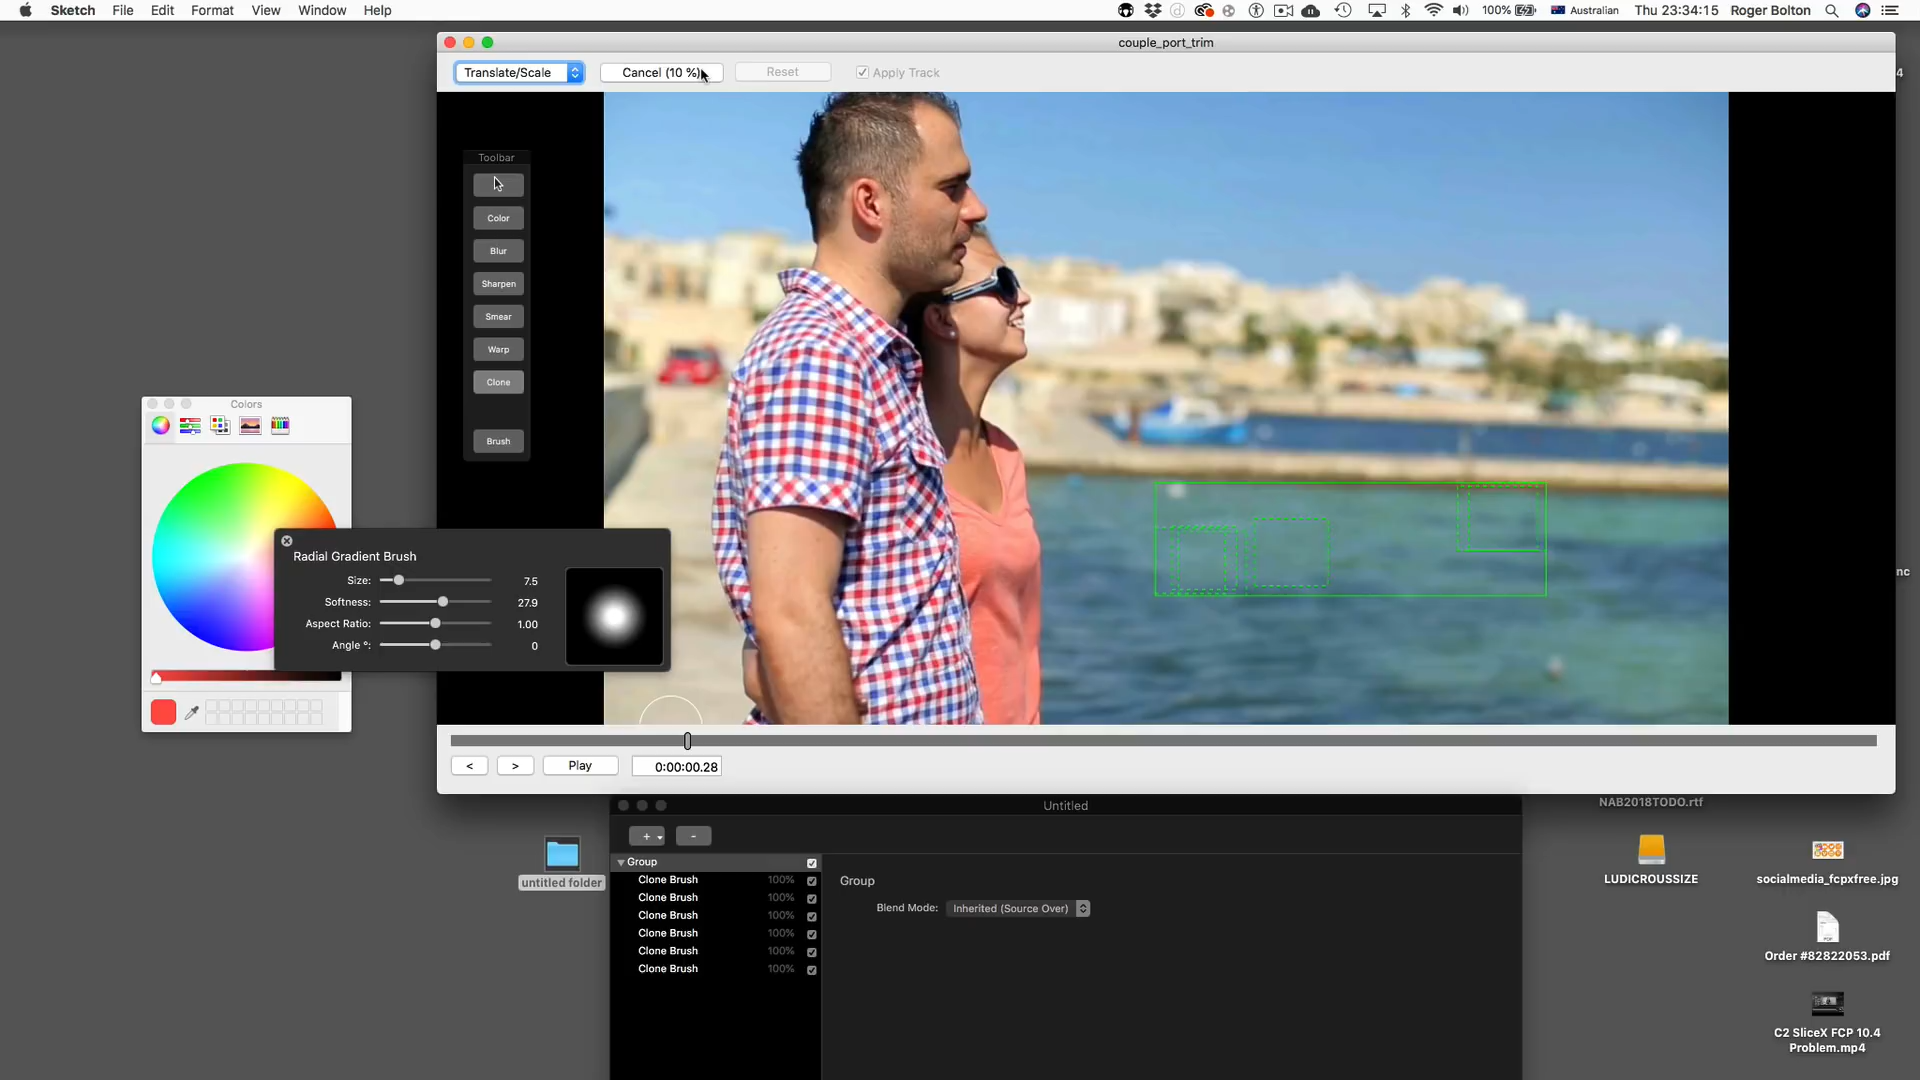 Sketch File Edit Format View Window Help 100% Australian Thu 23:34:15 Roger Bolton
couple_port_trim
Translate/Scale Cancel (10 %) Reset Apply Track
4
Toolbar
Color
Blur
Sharpen
Smear
Warp
Clone
Brush
Colors
Radial Gradient Brush
Size: 7.5
Softness: 27.9
Aspect Ratio: 1.00
Angle °: 0
nc
< > Play 0:00:00.28
Untitled
+ -
Group
Clone Brush 100%
Clone Brush 100%
Clone Brush 100%
Clone Brush 100%
Clone Brush 100%
Clone Brush 100%
Group
Blend Mode: Inherited (Source Over)
untitled folder
NAB2018TODO.rtf
LUDICROUSSIZE
socialmedia_fcpxfree.jpg
PDF
Order #82822053.pdf
C2 SliceX FCP 10.4
Problem.mp4